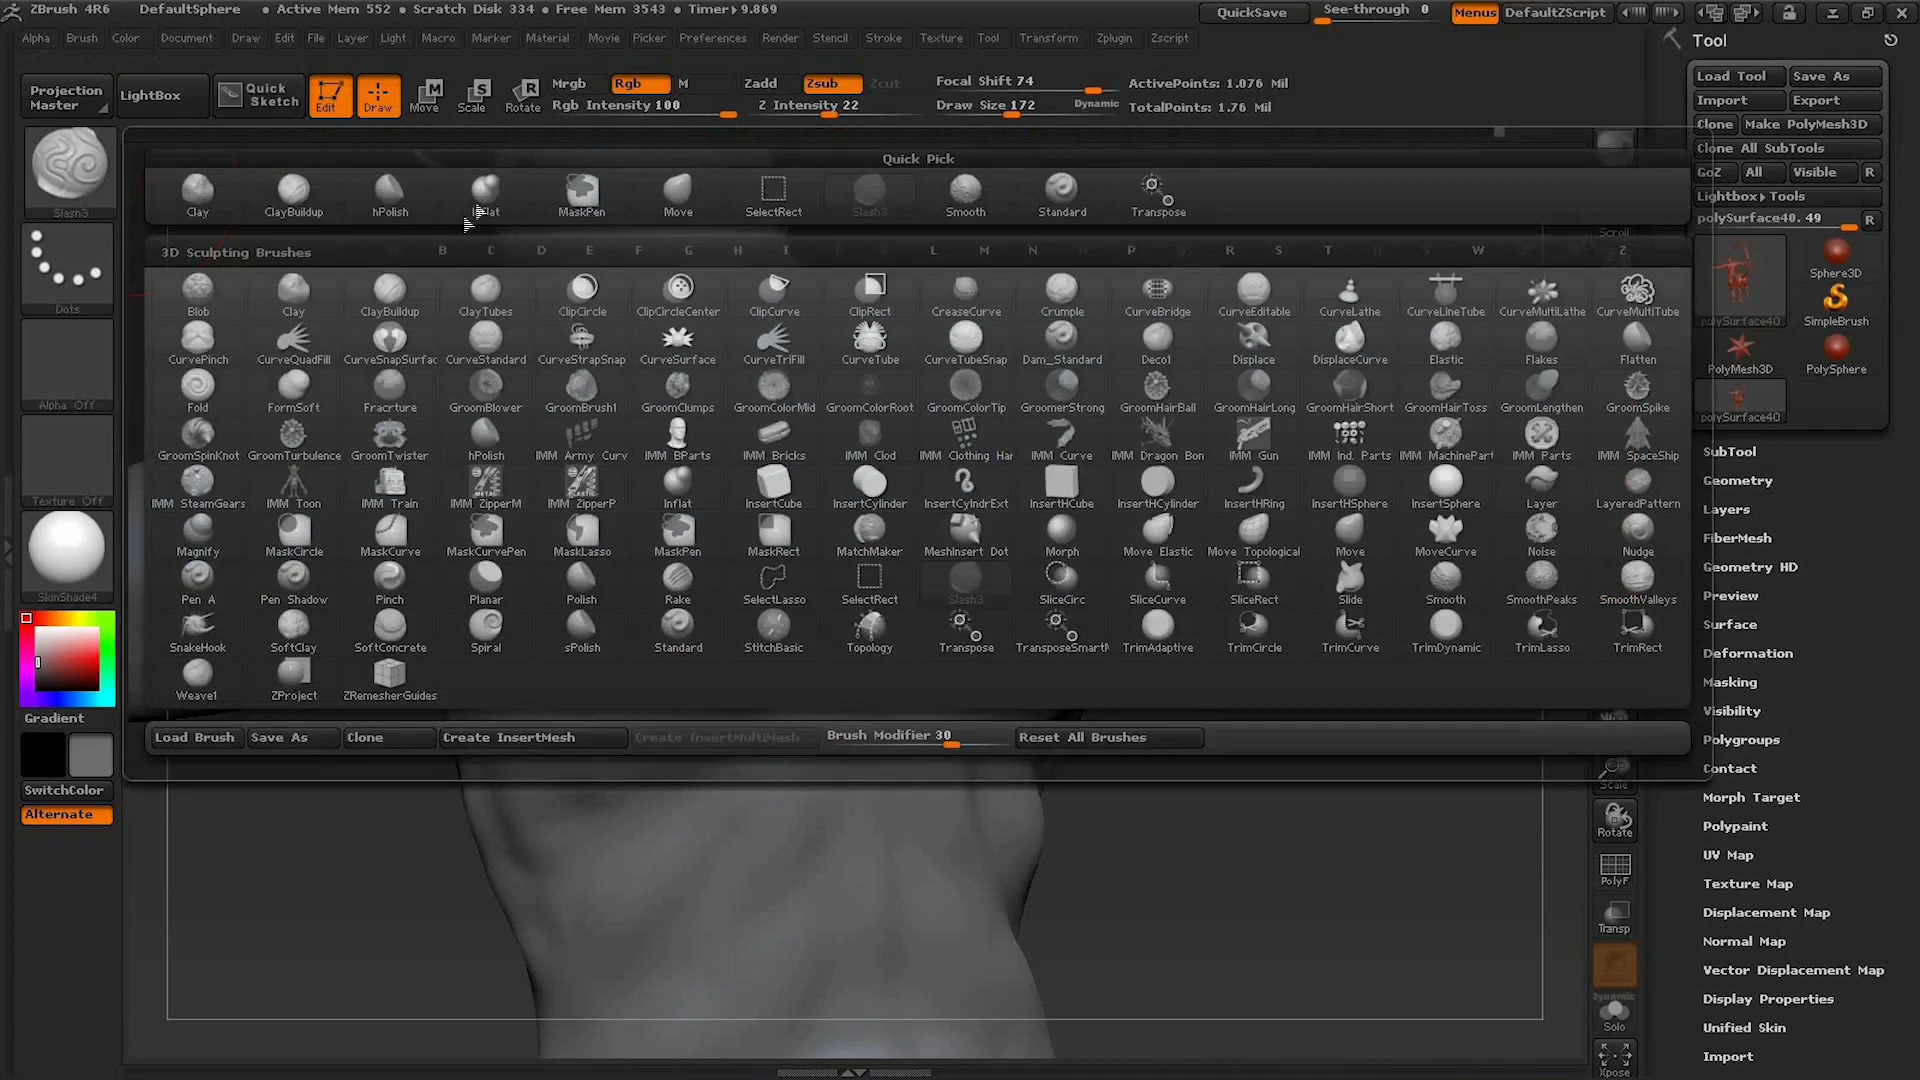 ZBrush 4R6 DefaultSphere • Active Mem 552 • Scratch Disk 334 • Free Mem 3543 • Timer▸9.869 QuickSave See-through 0 Menus DefaultZScript
Alpha Brush Color Document Draw Edit File Layer Light Macro Marker Material Movie Picker Preferences Render Stencil Stroke Texture Tool Transform Zplugin Zscript
Tool
Projection Master
LightBox
Quick Sketch
Edit Draw Move Scale Rotate
Mrgb Rgb M Zadd Zsub Zcut
Rgb Intensity 100 Z Intensity 22
Focal Shift 74
Draw Size 172 Dynamic
ActivePoints: 1.076 Mil
TotalPoints: 1.76 Mil
Load Tool Save As
Import Export
Clone Make PolyMesh3D
Clone All SubTools
GoZ All Visible R
Lightbox▸Tools
polySurface40. 49 R
Quick Pick
Clay ClayBuildup hPolish MaskPen Move SelectRect Slash3 Smooth Standard Transpose
3D Sculpting Brushes B C D E F G H I L M N P R S T W Z
Blob Clay ClayBuildup ClayTubes ClipCircle ClipCircleCenter ClipCurve ClipRect CreaseCurve Crumple CurveBridge CurveEditable CurveLathe CurveLineTube CurveMultiLathe CurveMultiTube
CurvePinch CurveQuadFill CurveSnapSurfac CurveStandard CurveStrapSnap CurveSurface CurveTriFill CurveTube CurveTubeSnap Dam_Standard Deco1 Displace DisplaceCurve Elastic Flakes Flatten
Fold FormSoft Fracrture GroomBlower GroomBrush1 GroomClumps GroomColorMid GroomColorRoot GroomColorTip GroomerStrong GroomHairBall GroomHairLong GroomHairShort GroomHairToss GroomLengthen GroomSpike
GroomSpinKnot GroomTurbulence GroomTwister hPolish IMM Army Curv IMM BParts IMM Bricks IMM Clod IMM Clothing Har IMM Curve IMM Dragon Bon IMM Gun IMM Ind. Parts IMM MachinePart IMM Parts IMM SpaceShip
IMM SteamGears IMM Toon IMM Train IMM ZipperM IMM ZipperP Inflat InsertCube InsertCylinder InsertCylndrExt InsertHCube InsertHCylinder InsertHRing InsertHSphere InsertSphere Layer LayeredPattern
Magnify MaskCircle MaskCurve MaskCurvePen MaskLasso MaskPen MaskRect MatchMaker MeshInsert Dot Morph Move Elastic Move Topological Move MoveCurve Noise Nudge
Pen A Pen Shadow Pinch Planar Polish Rake SelectLasso SelectRect Slash3 SliceCirc SliceCurve SliceRect Slide Smooth SmoothPeaks SmoothValleys
SnakeHook SoftClay SoftConcrete Spiral sPolish Standard StitchBasic Topology Transpose TransposeSmartM TrimAdaptive TrimCircle TrimCurve TrimDynamic TrimLasso TrimRect
Weave1 ZProject ZRemesherGuides
Load Brush Save As Clone Create InsertMesh Create InsertMultiMesh Brush Modifier 30 Reset All Brushes
Slash3
Dots
Alpha Off
Texture Off
SkinShade4
Gradient
SwitchColor
Alternate
Scroll
Scale
Rotate
PolyF
Transp
Dynamic
Solo
Xpose
polySurface40
Sphere3D
SimpleBrush
PolyMesh3D
PolySphere
polySurface40
SubTool
Geometry
Layers
FiberMesh
Geometry HD
Preview
Surface
Deformation
Masking
Visibility
Polygroups
Contact
Morph Target
Polypaint
UV Map
Texture Map
Displacement Map
Normal Map
Vector Displacement Map
Display Properties
Unified Skin
Import